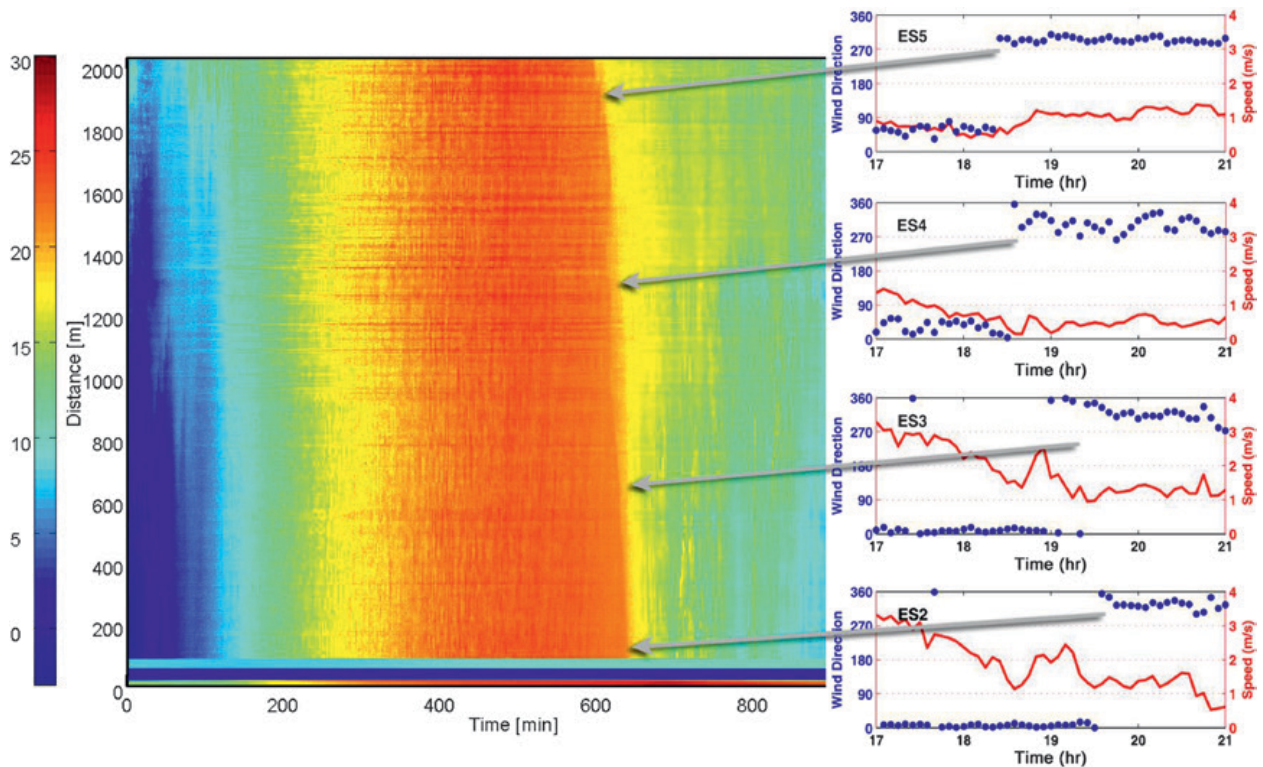 30
25
20
15
10
5
0
Distance [m]
2000
1800
1600
1400
1200
1000
800
600
400
200
0
0 200 400 600 800
Time [min]
ES5
Wind Direction
360
270
180
90
0
Speed (m/s)
4
3
2
1
0
17 18 19 20 21
Time (hr)
ES4
Wind Direction
360
270
180
90
0
Speed (m/s)
4
3
2
1
0
17 18 19 20 21
Time (hr)
ES3
Wind Direction
360
270
180
90
0
Speed (m/s)
4
3
2
1
0
17 18 19 20 21
Time (hr)
ES2
Wind Direction
360
270
180
90
0
Speed (m/s)
4
3
2
1
0
17 18 19 20 21
Time (hr)